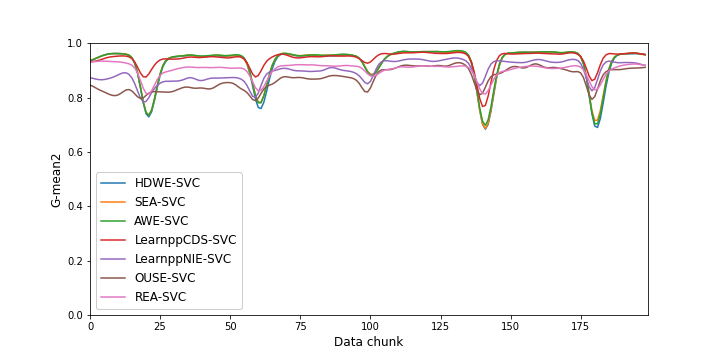 1.0
0.8
0.6
0.4
0.2
0.0
G-mean2
HDWE-SVC
SEA-SVC
AWE-SVC
LearnppCDS-SVC
LearnppNIE-SVC
OUSE-SVC
REA-SVC
0 25 50 75 100 125 150 175
Data chunk